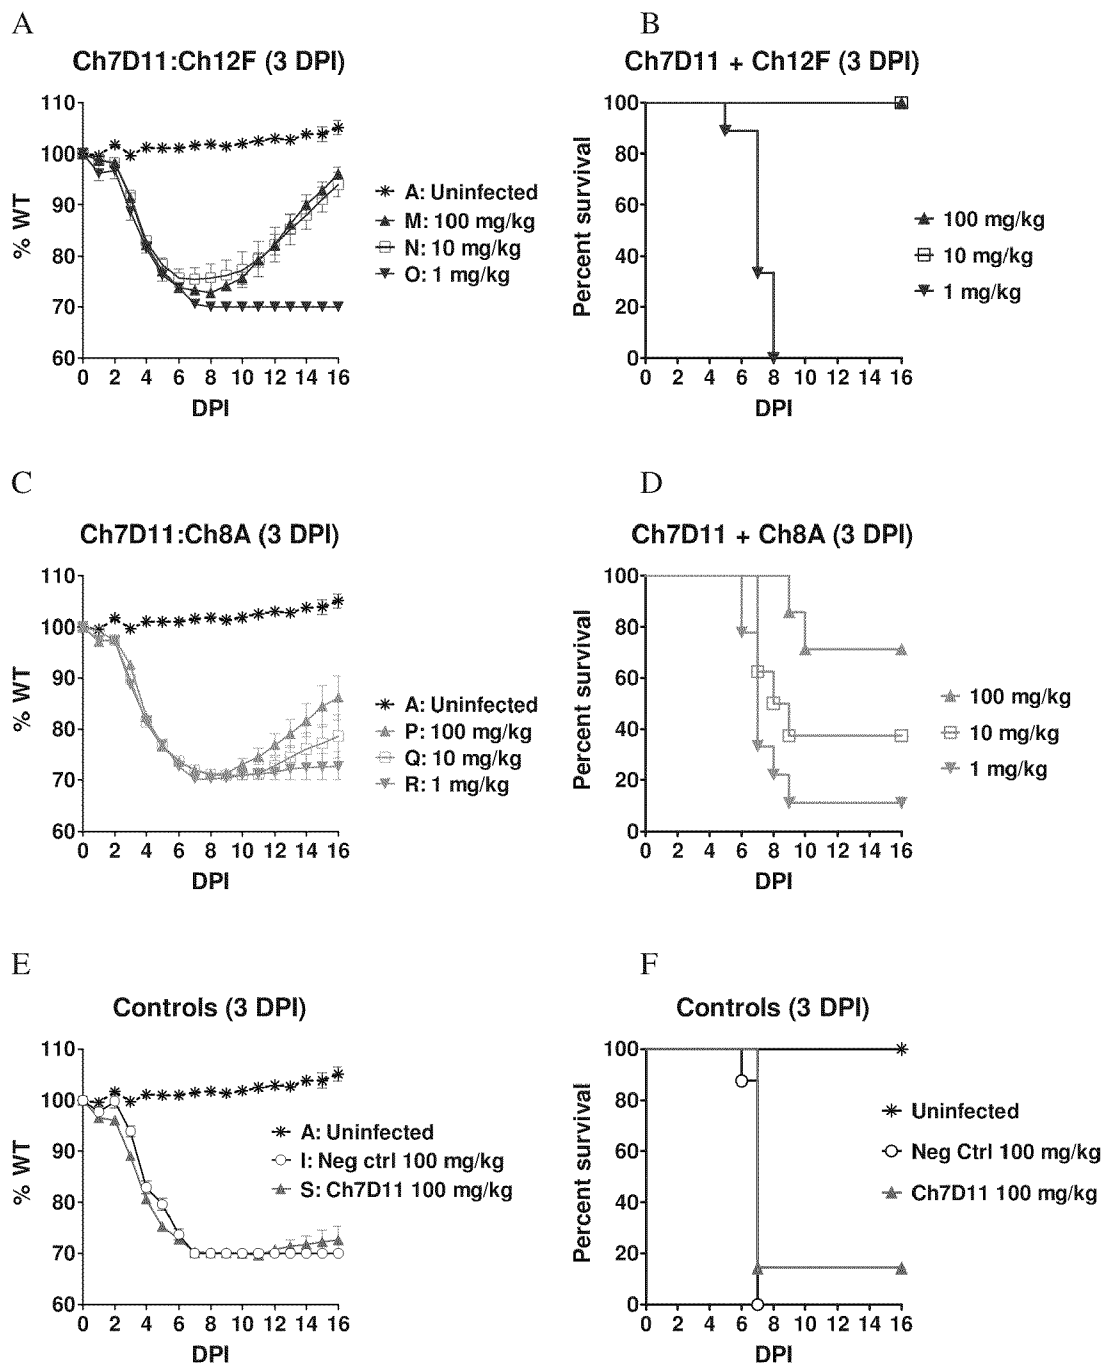 A
Ch7D11:Ch12F (3 DPI)
110
100
90
80
70
60
% WT
0 2 4 6 8 10 12 14 16
DPI
A: Uninfected
M: 100 mg/kg
N: 10 mg/kg
O: 1 mg/kg
B
Ch7D11 + Ch12F (3 DPI)
100
80
60
40
20
0
Percent survival
0 2 4 6 8 10 12 14 16
DPI
100 mg/kg
10 mg/kg
1 mg/kg
C
Ch7D11:Ch8A (3 DPI)
110
100
90
80
70
60
% WT
0 2 4 6 8 10 12 14 16
DPI
A: Uninfected
P: 100 mg/kg
Q: 10 mg/kg
R: 1 mg/kg
D
Ch7D11 + Ch8A (3 DPI)
100
80
60
40
20
0
Percent survival
0 2 4 6 8 10 12 14 16
DPI
100 mg/kg
10 mg/kg
1 mg/kg
E
Controls (3 DPI)
110
100
90
80
70
60
% WT
0 2 4 6 8 10 12 14 16
DPI
A: Uninfected
I: Neg ctrl 100 mg/kg
S: Ch7D11 100 mg/kg
F
Controls (3 DPI)
100
80
60
40
20
0
Percent survival
0 2 4 6 8 10 12 14 16
DPI
Uninfected
Neg Ctrl 100 mg/kg
Ch7D11 100 mg/kg